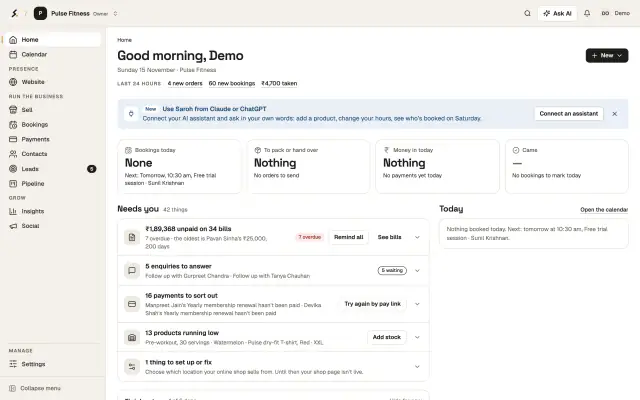 P Pulse Fitness Owner
Ask AI
DO Demo
Home
Calendar
PRESENCE
Website
RUN THE BUSINESS
Sell
Bookings
Payments
Contacts
Leads 5
Pipeline
GROW
Insights
Social
MANAGE
Settings
Collapse menu
Home
Good morning, Demo
+ New
Sunday 15 November · Pulse Fitness
LAST 24 HOURS · 4 new orders 60 new bookings ₹4,700 taken
New Use Saroh from Claude or ChatGPT
Connect your AI assistant and ask in your own words: add a product, change your hours, see who's booked on Saturday.
Connect an assistant
Bookings today
None
Next: Tomorrow, 10:30 am, Free trial
session · Sunil Krishnan
To pack or hand over
Nothing
No orders to send
Money in today
Nothing
No payments yet today
Came
—
No bookings to mark today
Needs you 42 things
₹1,89,368 unpaid on 34 bills
7 overdue · the oldest is Pavan Sinha's ₹25,000,
200 days
7 overdue
Remind all
See bills
5 enquiries to answer
Follow up with Gurpreet Chandra · Follow up with Tanya Chauhan
5 waiting
16 payments to sort out
Manpreet Jain's Yearly membership renewal hasn't been paid · Devika
Shah's Yearly membership renewal hasn't been paid
Try again by pay link
13 products running low
Pre-workout, 30 servings · Watermelon · Pulse dry-fit T-shirt, Red · XXL
Add stock
1 thing to set up or fix
Choose which location your online shop sells from. Until then your shop page isn't live.
Today
Open the calendar
Nothing booked today. Next: tomorrow at 10:30 am, Free trial
session · Sunil Krishnan.